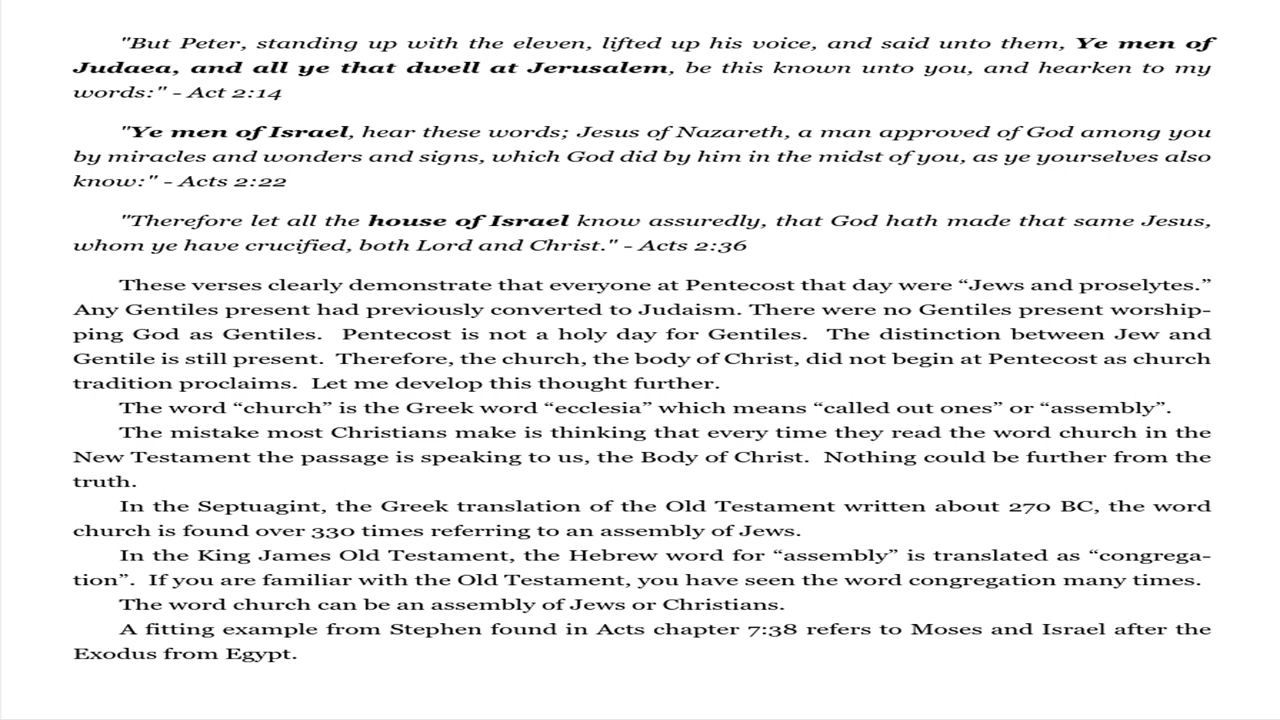 "But Peter, standing up with the eleven, lifted up his voice, and said unto them, Ye men of
Judaea, and all ye that dwell at Jerusalem, be this known unto you, and hearken to my
words:" - Act 2:14
"Ye men of Israel, hear these words; Jesus of Nazareth, a man approved of God among you
by miracles and wonders and signs, which God did by him in the midst of you, as ye yourselves also
know:" - Acts 2:22
"Therefore let all the house of Israel know assuredly, that God hath made that same Jesus,
whom ye have crucified, both Lord and Christ." - Acts 2:36
These verses clearly demonstrate that everyone at Pentecost that day were “Jews and proselytes.”
Any Gentiles present had previously converted to Judaism. There were no Gentiles present worship-
ping God as Gentiles. Pentecost is not a holy day for Gentiles. The distinction between Jew and
Gentile is still present. Therefore, the church, the body of Christ, did not begin at Pentecost as church
tradition proclaims. Let me develop this thought further.
The word “church” is the Greek word “ecclesia” which means “called out ones” or “assembly”.
The mistake most Christians make is thinking that every time they read the word church in the
New Testament the passage is speaking to us, the Body of Christ. Nothing could be further from the
truth.
In the Septuagint, the Greek translation of the Old Testament written about 270 BC, the word
church is found over 330 times referring to an assembly of Jews.
In the King James Old Testament, the Hebrew word for “assembly” is translated as “congrega-
tion”. If you are familiar with the Old Testament, you have seen the word congregation many times.
The word church can be an assembly of Jews or Christians.
A fitting example from Stephen found in Acts chapter 7:38 refers to Moses and Israel after the
Exodus from Egypt.